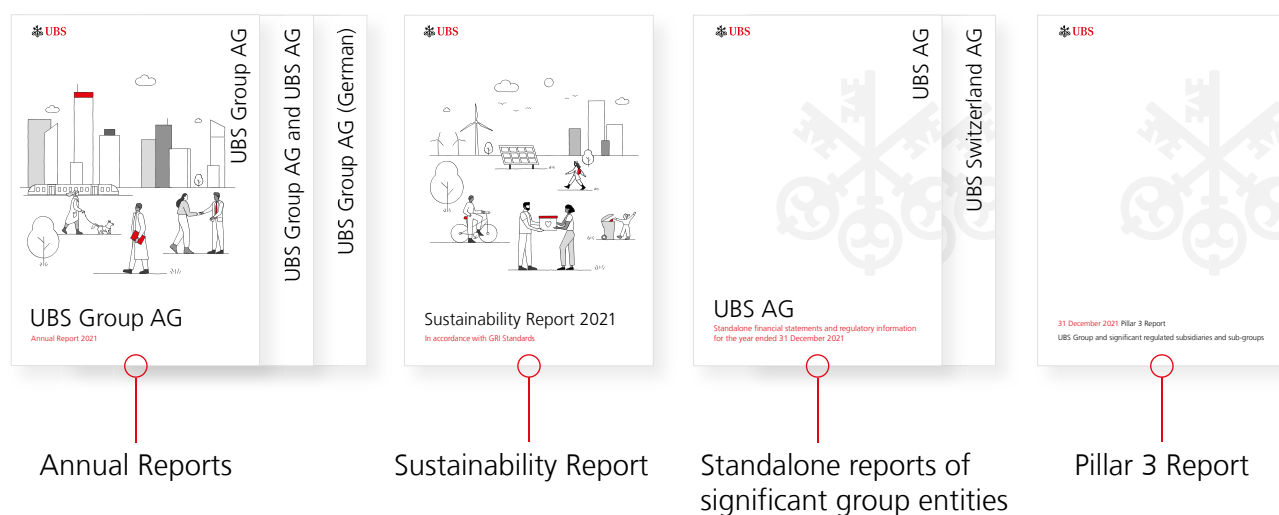 UBS
UBS Group AG
UBS Group AG and UBS AG
UBS Group AG (German)
UBS Group AG
Annual Report 2021
Annual Reports
UBS
Sustainability Report 2021
In accordance with GRI Standards
Sustainability Report
UBS
UBS AG
UBS Switzerland AG
UBS AG
Standalone financial statements and regulatory information
for the year ended 31 December 2021
Standalone reports of
significant group entities
UBS
31 December 2021 Pillar 3 Report
UBS Group and significant regulated subsidiaries and sub-groups
Pillar 3 Report